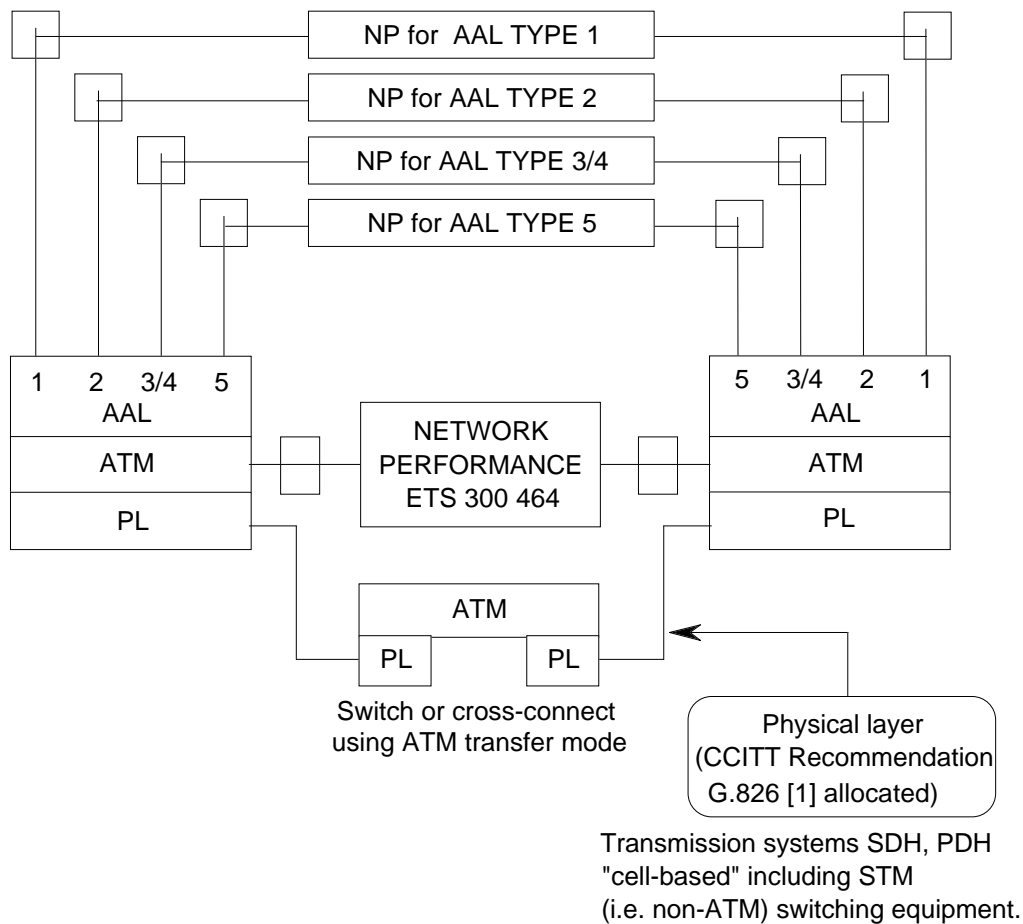 NP for AAL TYPE 1
NP for AAL TYPE 2
NP for AAL TYPE 3/4
NP for AAL TYPE 5
1 2 3/4 5
AAL
ATM
PL
NETWORK
PERFORMANCE
ETS 300 464
5 3/4 2 1
AAL
ATM
PL
ATM
PL PL
Switch or cross-connect
using ATM transfer mode
Physical layer
(CCITT Recommendation
G.826 [1] allocated)
Transmission systems SDH, PDH
"cell-based" including STM
(i.e. non-ATM) switching equipment.